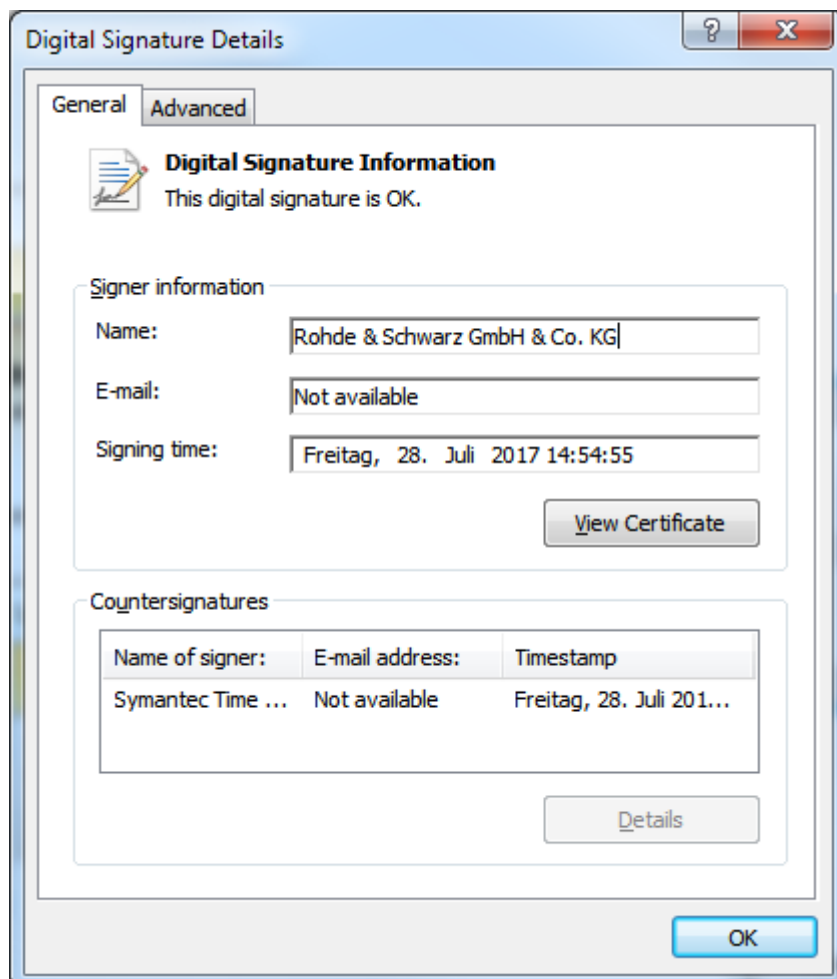 Digital Signature Details
General Advanced
Digital Signature Information
This digital signature is OK.
Signer information
Name: Rohde & Schwarz GmbH & Co. KG
E-mail: Not available
Signing time: Freitag, 28. Juli 2017 14:54:55
View Certificate
Countersignatures
Name of signer: E-mail address: Timestamp
Symantec Time ... Not available Freitag, 28. Juli 201...
Details
OK